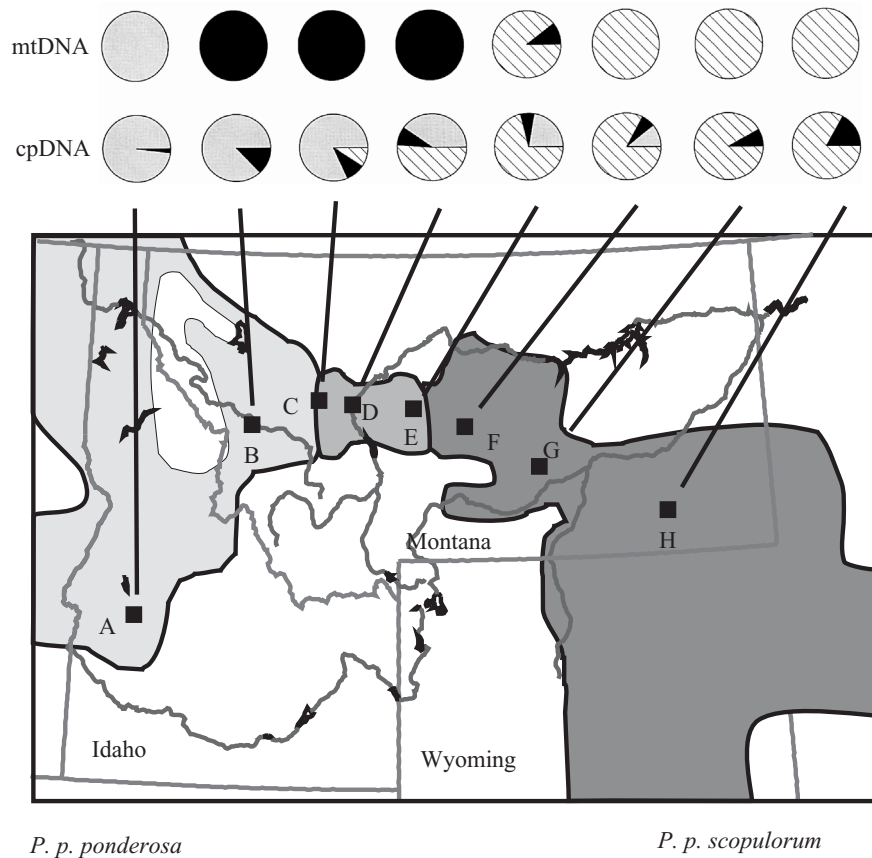 mtDNA
cpDNA
C
D
B
E
F
G
H
Montana
A
Idaho
Wyoming
P. p. ponderosa
P. p. scopulorum